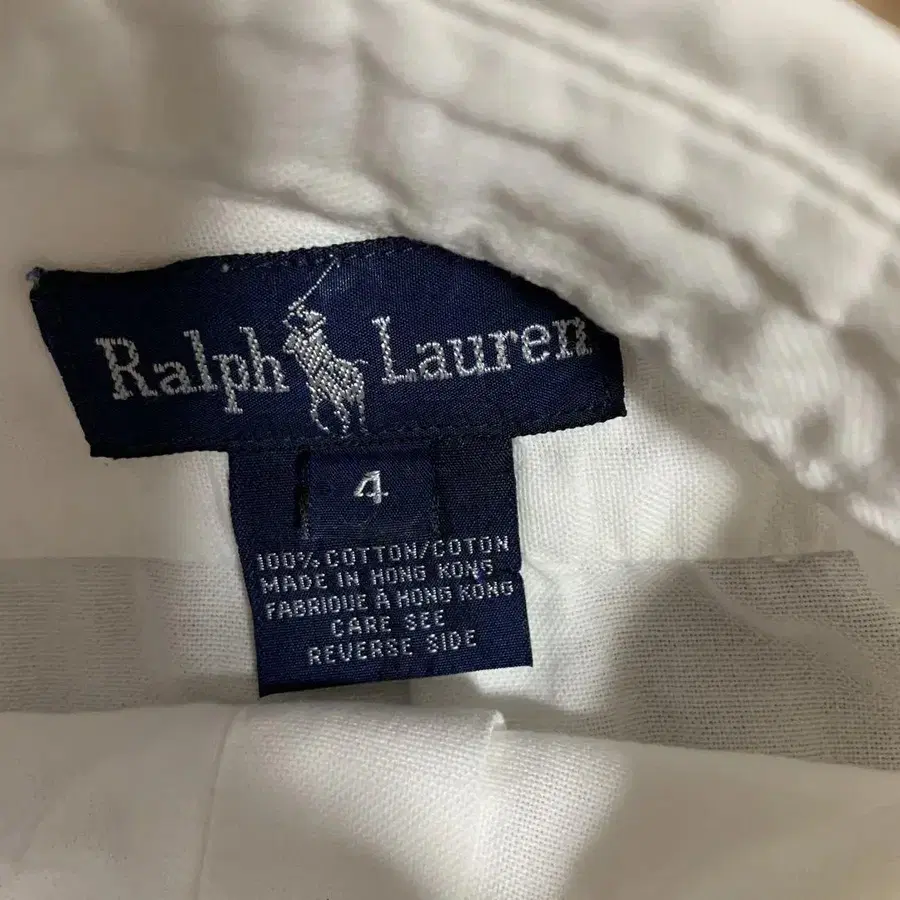 Ralph Lauren
4
100% COTTON/COTON
MADE IN HONG KONG
FABRIQUE À HONG KONG
CARE SEE
REVERSE SIDE